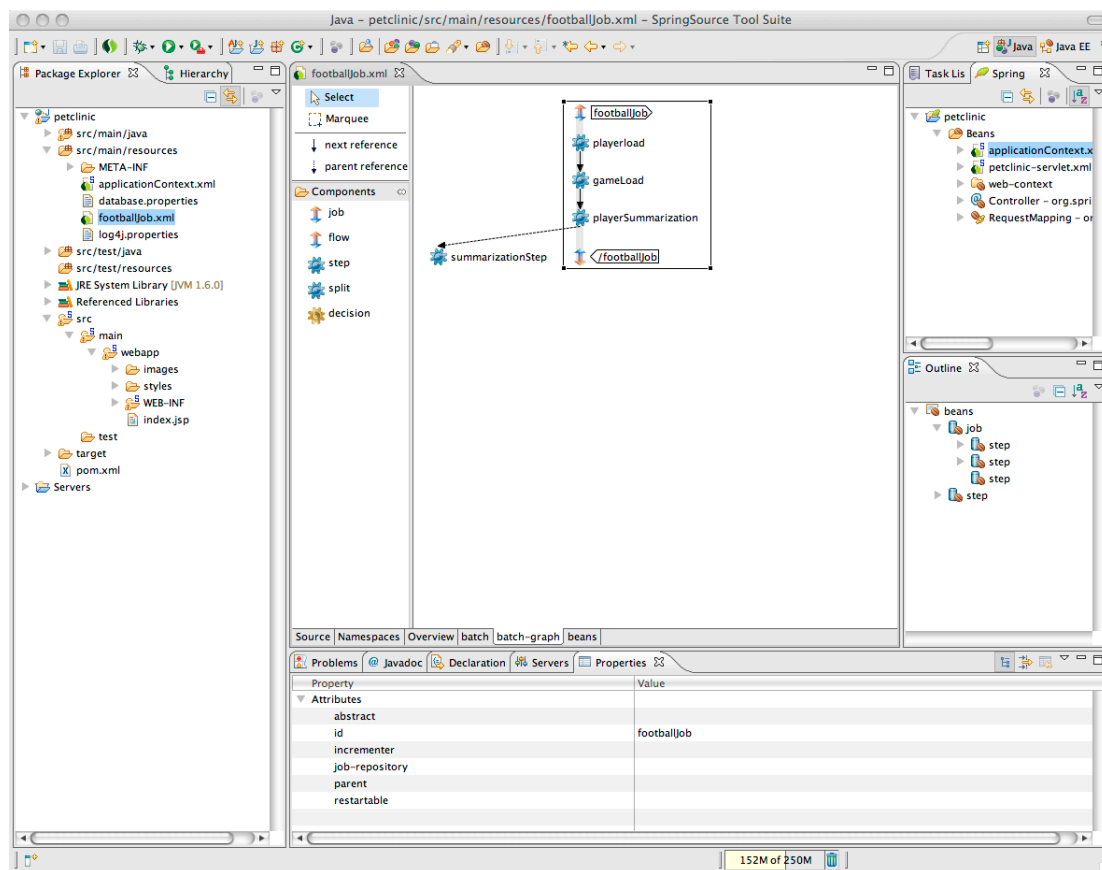 Java – petclinic/src/main/resources/footballJob.xml – SpringSource Tool Suite
Java
Java EE
Package Explorer
Hierarchy
petclinic
src/main/java
src/main/resources
META-INF
applicationContext.xml
database.properties
footballJob.xml
log4j.properties
src/test/java
src/test/resources
JRE System Library [JVM 1.6.0]
Referenced Libraries
src
main
webapp
images
styles
WEB-INF
index.jsp
test
target
pom.xml
Servers
footballJob.xml
Select
Marquee
next reference
parent reference
Components
job
flow
step
split
decision
footballJob
playerload
gameLoad
playerSummarization
summarizationStep
/footballJob
Source
Namespaces
Overview
batch
batch-graph
beans
Task Lis
Spring
petclinic
Beans
applicationContext.x
petclinic-servlet.xml
web-context
Controller – org.spri
RequestMapping – or
Outline
beans
job
step
step
step
step
Problems
@ Javadoc
Declaration
Servers
Properties
Property Value
Attributes
abstract
id footballJob
incrementer
job-repository
parent
restartable
152M of 250M